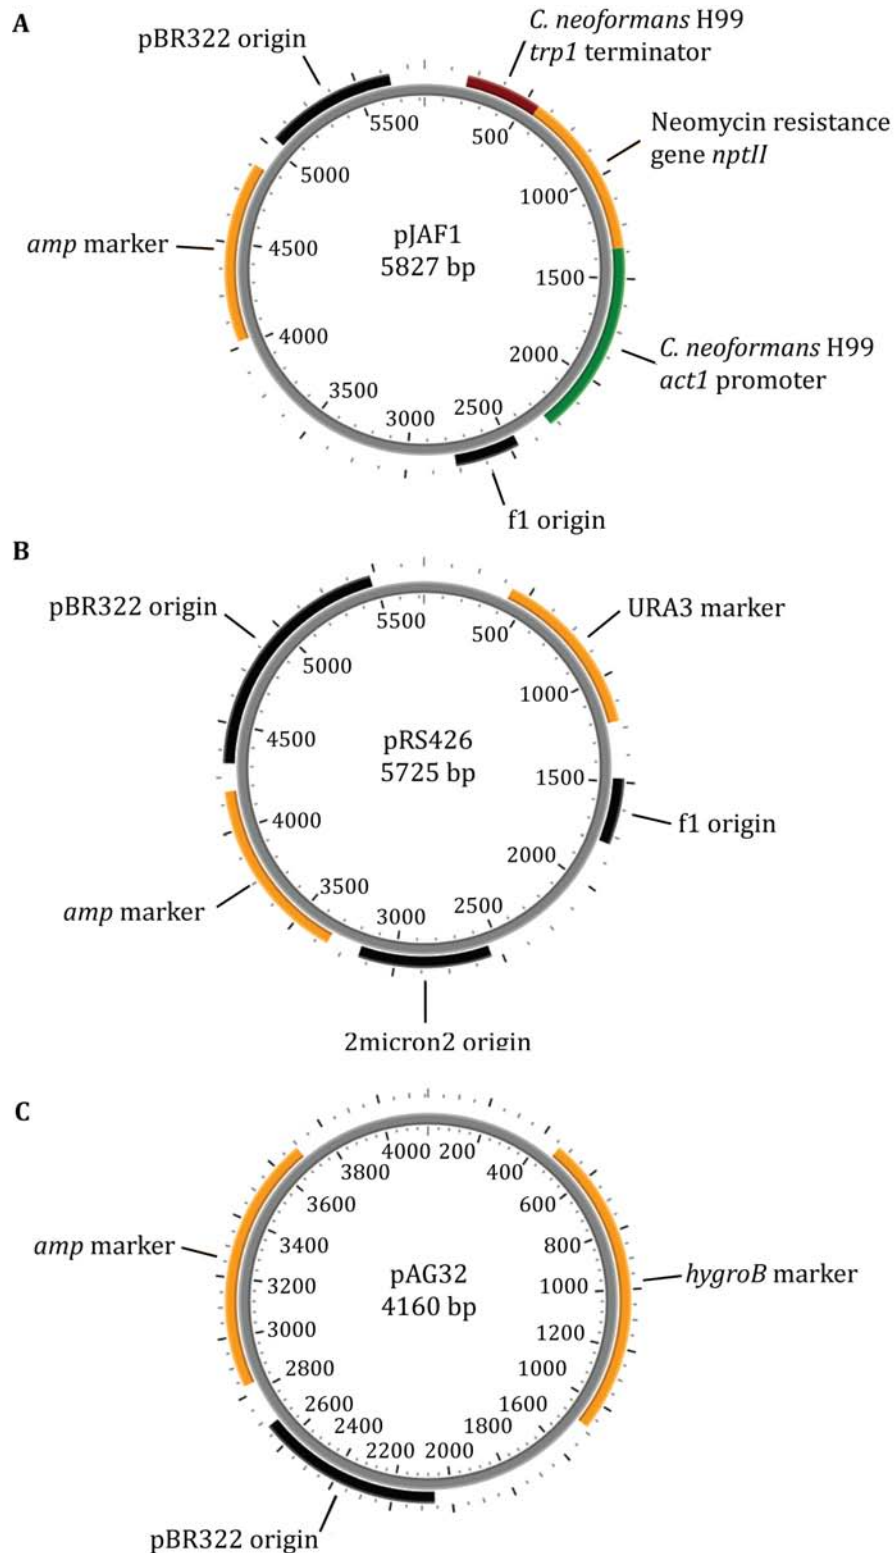 A
C. neoformans H99
trp1 terminator
pBR322 origin
Neomycin resistance
gene nptII
amp marker
pJAF1
5827 bp
500
1000
1500
2000
2500
3000
3500
4000
4500
5000
5500
C. neoformans H99
act1 promoter
f1 origin
B
pBR322 origin
URA3 marker
pRS426
5725 bp
500
1000
1500
2000
2500
3000
3500
4000
4500
5000
5500
f1 origin
amp marker
2micron2 origin
C
amp marker
pAG32
4160 bp
200
400
600
800
1000
1200
1000
1600
1800
2000
2200
2400
2600
2800
3000
3200
3400
3600
3800
4000
hygroB marker
pBR322 origin